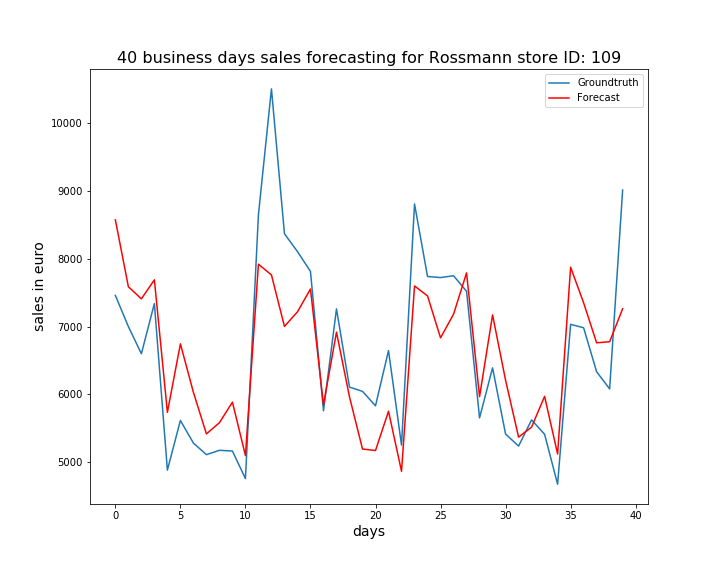 40 business days sales forecasting for Rossmann store ID: 109
Groundtruth
Forecast
10000
9000
8000
7000
6000
5000
sales in euro
0 5 10 15 20 25 30 35 40
days